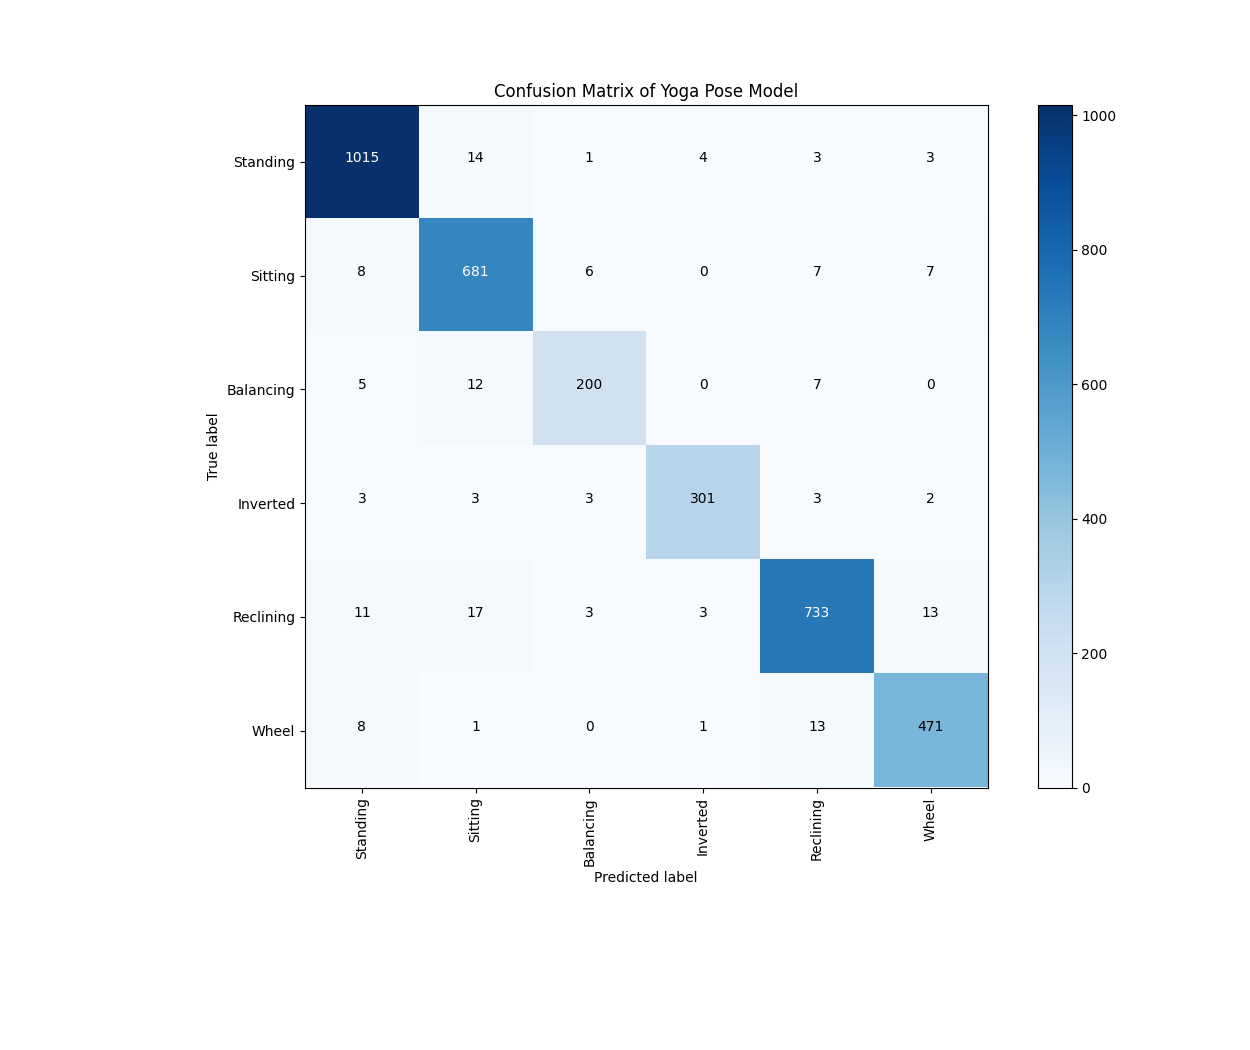 Confusion Matrix of Yoga Pose Model
Standing 1015 14 1 4 3 3
Sitting 8 681 6 0 7 7
Balancing 5 12 200 0 7 0
Inverted 3 3 3 301 3 2
Reclining 11 17 3 3 733 13
Wheel 8 1 0 1 13 471
True label
Standing Sitting Balancing Inverted Reclining Wheel
Predicted label
1000
800
600
400
200
0